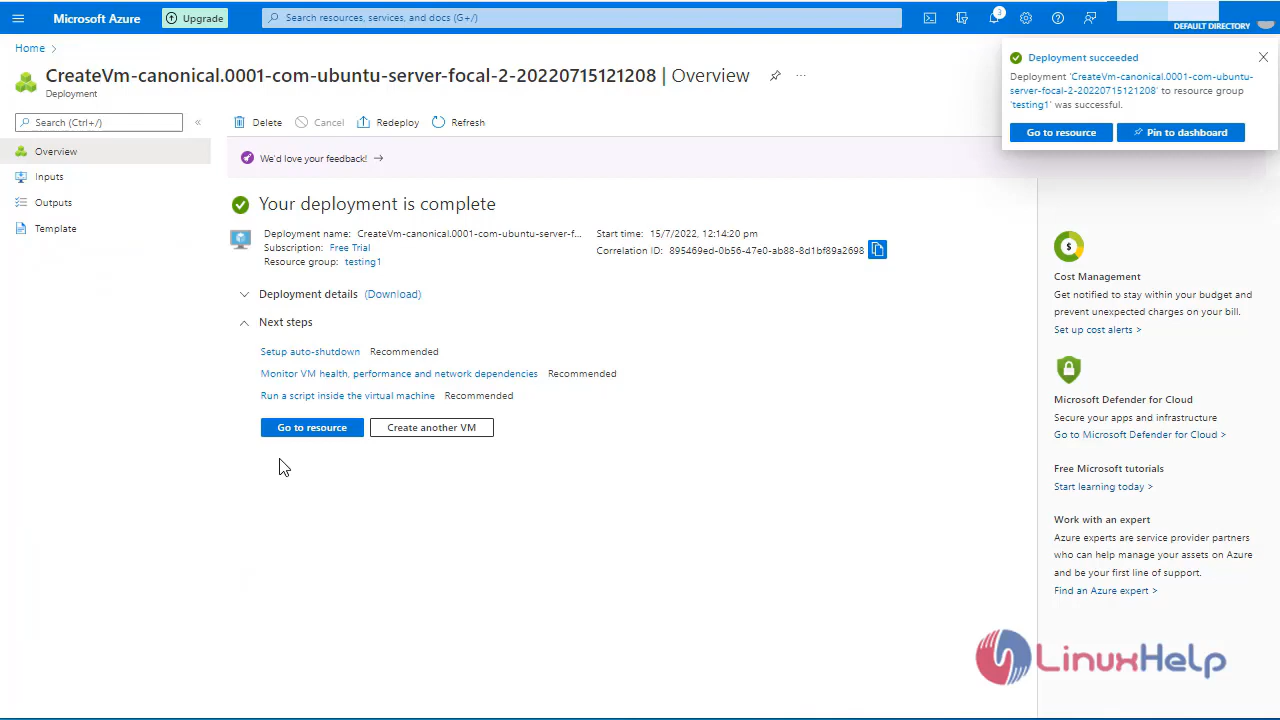 Microsoft Azure
Upgrade
Search resources, services, and docs (G+/)
3
DEFAULT DIRECTORY
Home
CreateVm-canonical.0001-com-ubuntu-server-focal-2-20220715121208 | Overview
Deployment
Deployment succeeded
Deployment 'CreateVm-canonical.0001-com-ubuntu-
server-focal-2-20220715121208' to resource group
'testing1' was successful.
Go to resource
Pin to dashboard
Search (Ctrl+/)
Delete
Cancel
Redeploy
Refresh
Overview
Inputs
Outputs
Template
We'd love your feedback!
Your deployment is complete
Deployment name: CreateVm-canonical.0001-com-ubuntu-server-f...
Subscription: Free Trial
Resource group: testing1
Start time: 15/7/2022, 12:14:20 pm
Correlation ID: 895469ed-0b56-47e0-ab88-8d1bf89a2698
Deployment details (Download)
Next steps
Setup auto-shutdown Recommended
Monitor VM health, performance and network dependencies Recommended
Run a script inside the virtual machine Recommended
Go to resource
Create another VM
Cost Management
Get notified to stay within your budget and
prevent unexpected charges on your bill.
Set up cost alerts >
Microsoft Defender for Cloud
Secure your apps and infrastructure
Go to Microsoft Defender for Cloud >
Free Microsoft tutorials
Start learning today >
Work with an expert
Azure experts are service provider partners
who can help manage your assets on Azure
and be your first line of support.
Find an Azure expert >
LinuxHelp